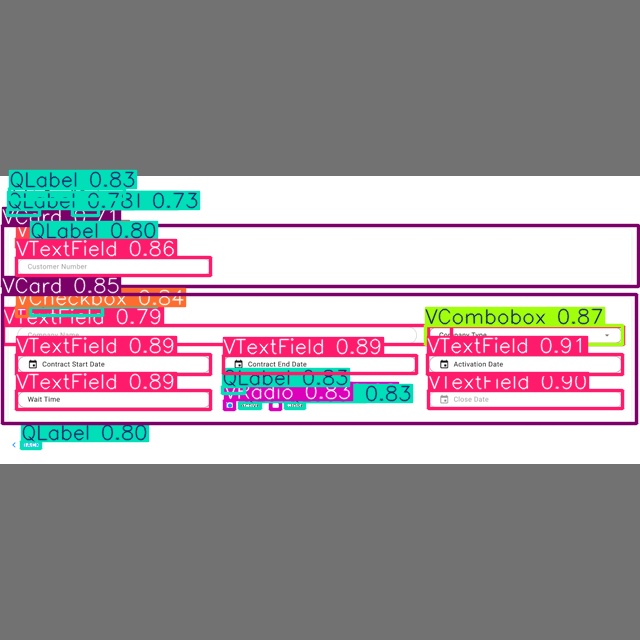 QLabel 0.83
QLabel 0.78
0.73
VCard 0.71
QLabel 0.80
VTextField 0.86
Customer Number
VCard 0.85
VCheckbox 0.84
VTextField 0.79
VCombobox 0.87
Company Name
Company Type
VTextField 0.89
VTextField 0.89
VTextField 0.91
Contract Start Date
Contract End Date
Activation Date
VTextField 0.89
QLabel 0.83
VTextField 0.90
VRadio 0.83
0.83
Wait Time
Close Date
QLabel 0.80